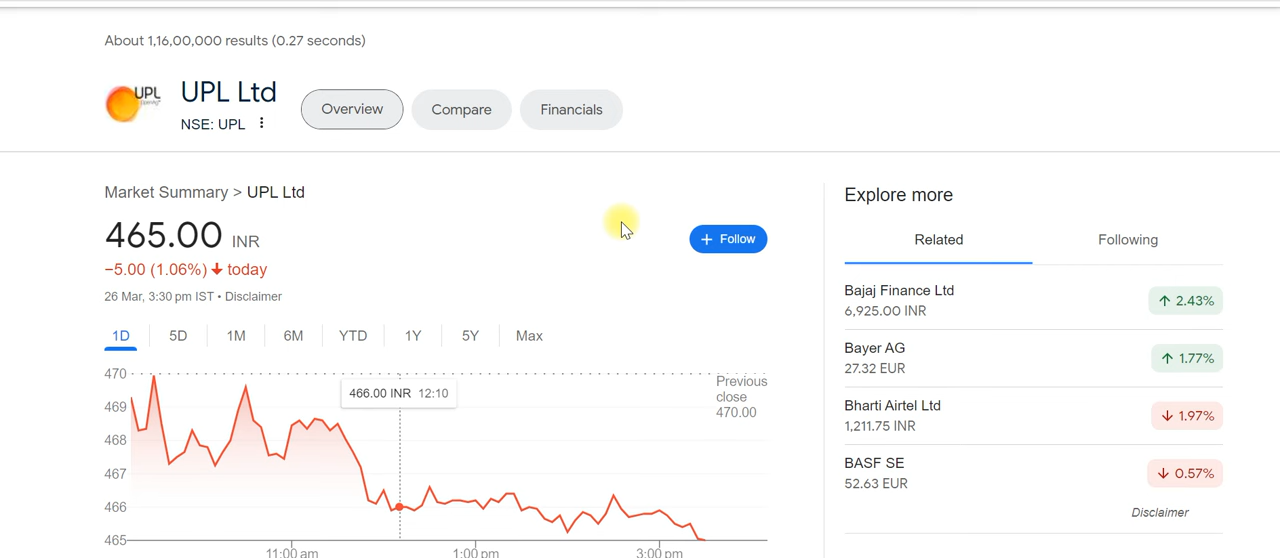 About 1,16,00,000 results (0.27 seconds)
UPL
UPL Ltd
NSE: UPL
Overview
Compare
Financials
Market Summary > UPL Ltd
465.00 INR
−5.00 (1.06%) ↓ today
26 Mar, 3:30 pm IST • Disclaimer
+ Follow
1D 5D 1M 6M YTD 1Y 5Y Max
470
469
468
467
466
465
466.00 INR 12:10
Previous
close
470.00
11:00 am 1:00 pm 3:00 pm
Explore more
Related Following
Bajaj Finance Ltd
6,925.00 INR
↑ 2.43%
Bayer AG
27.32 EUR
↑ 1.77%
Bharti Airtel Ltd
1,211.75 INR
↓ 1.97%
BASF SE
52.63 EUR
↓ 0.57%
Disclaimer